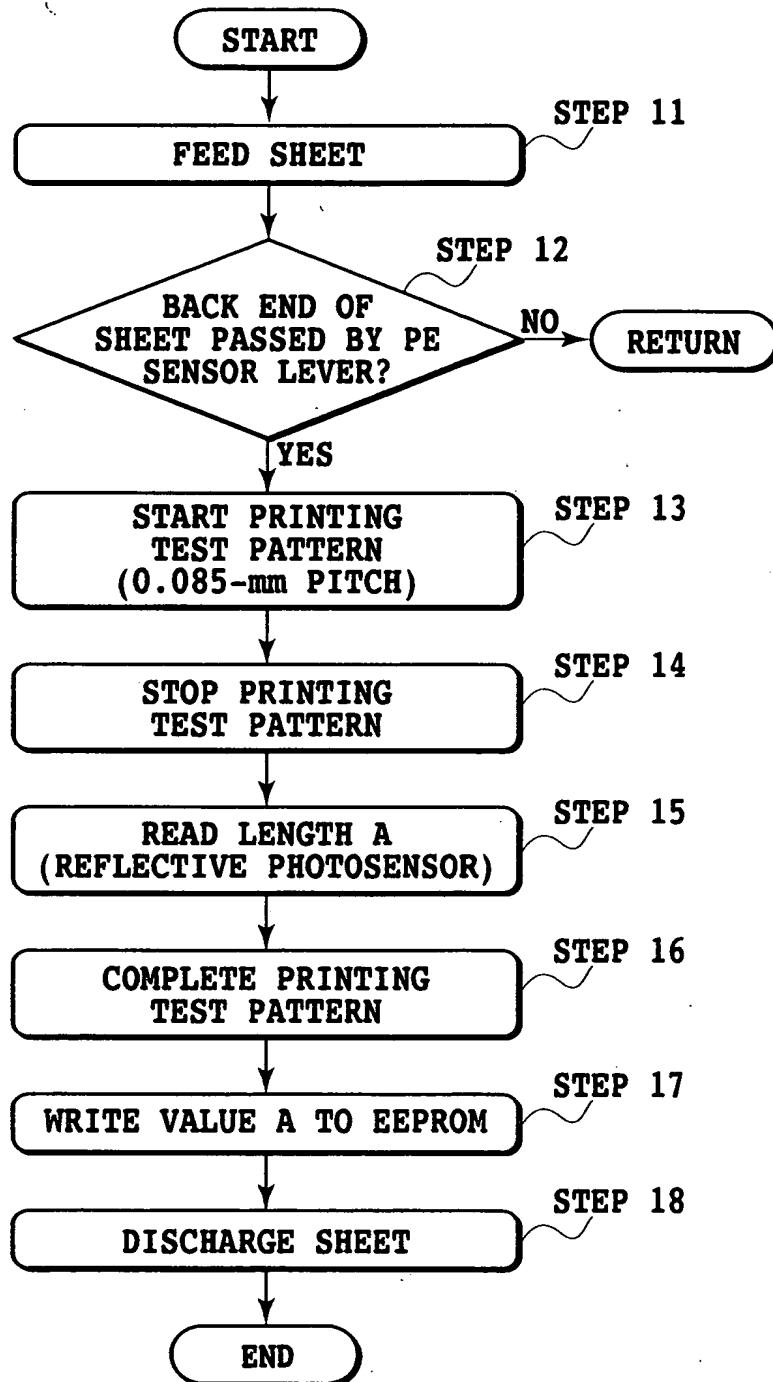 START
STEP 11
FEED SHEET
STEP 12
BACK END OF
SHEET PASSED BY PE
SENSOR LEVER?
NO
RETURN
YES
STEP 13
START PRINTING
TEST PATTERN
(0.085-mm PITCH)
STEP 14
STOP PRINTING
TEST PATTERN
STEP 15
READ LENGTH A
(REFLECTIVE PHOTOSENSOR)
STEP 16
COMPLETE PRINTING
TEST PATTERN
STEP 17
WRITE VALUE A TO EEPROM
STEP 18
DISCHARGE SHEET
END